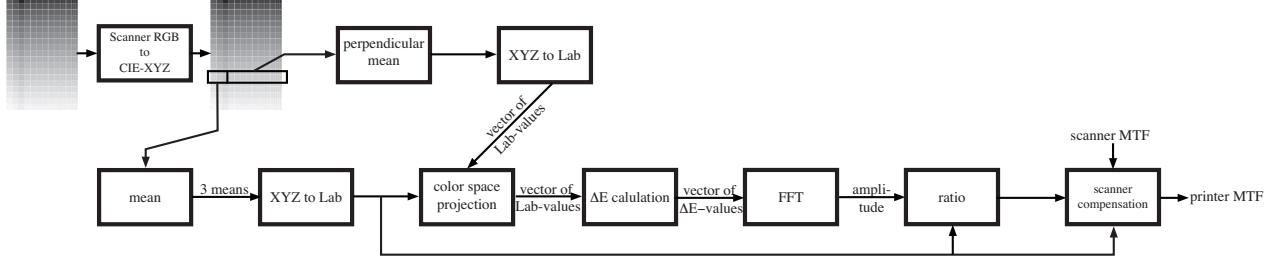 Scanner RGB
to
CIE-XYZ
perpendicular
mean
XYZ to Lab
vector of
Lab-values
mean
3 means
XYZ to Lab
color space
projection
vector of
Lab-values
ΔE calulation
vector of
ΔE−values
FFT
ampli-
tude
ratio
scanner MTF
scanner
compensation
printer MTF